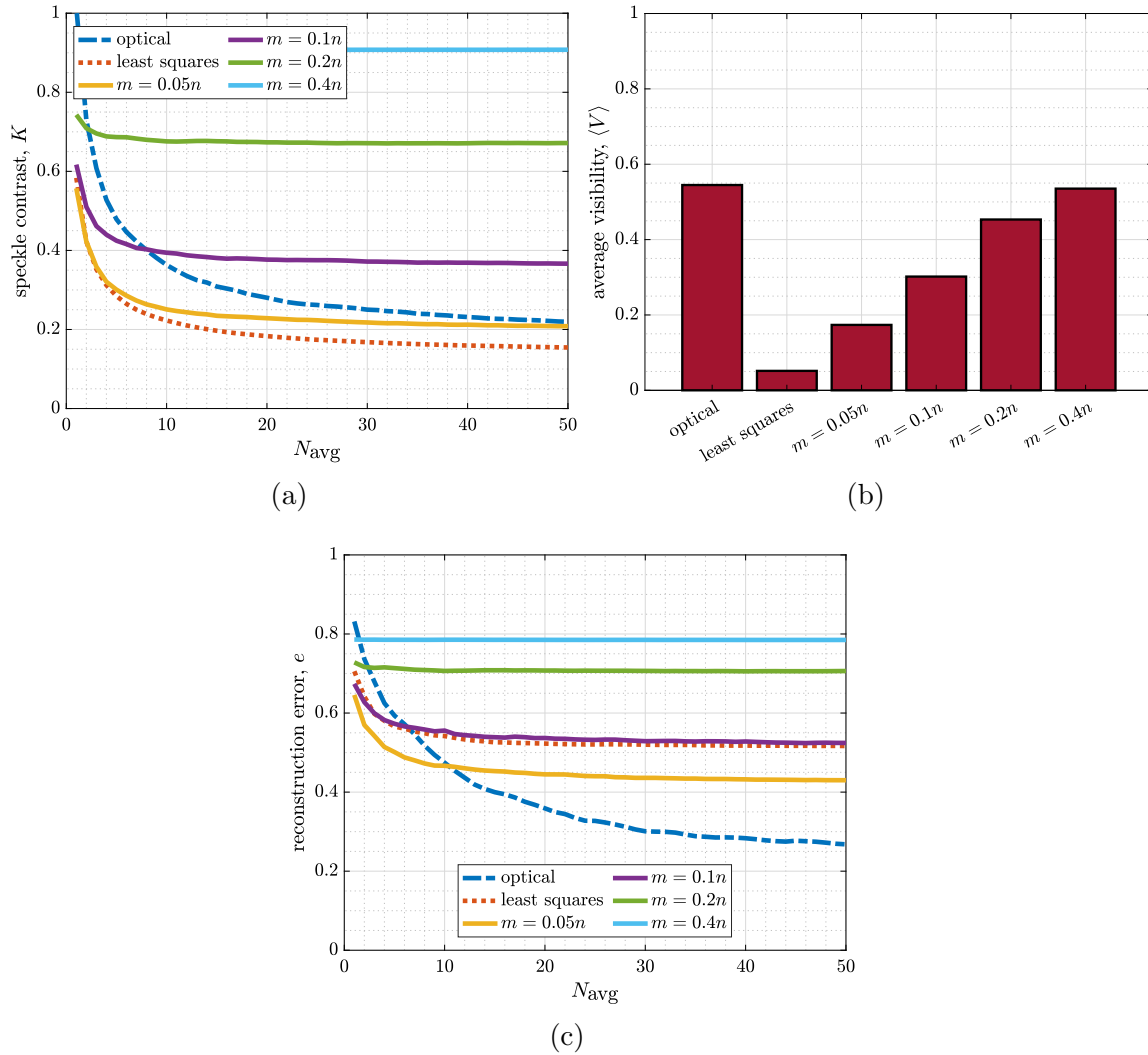 1
0.8
0.6
0.4
0.2
0
0 10 20 30 40 50
speckle contrast, K
N_avg
optical
least squares
m = 0.05n
m = 0.1n
m = 0.2n
m = 0.4n
(a)
1
0.8
0.6
0.4
0.2
0
average visibility, ⟨V⟩
optical
least squares
m = 0.05n
m = 0.1n
m = 0.2n
m = 0.4n
(b)
1
0.8
0.6
0.4
0.2
0
0 10 20 30 40 50
reconstruction error, e
N_avg
optical
least squares
m = 0.05n
m = 0.1n
m = 0.2n
m = 0.4n
(c)